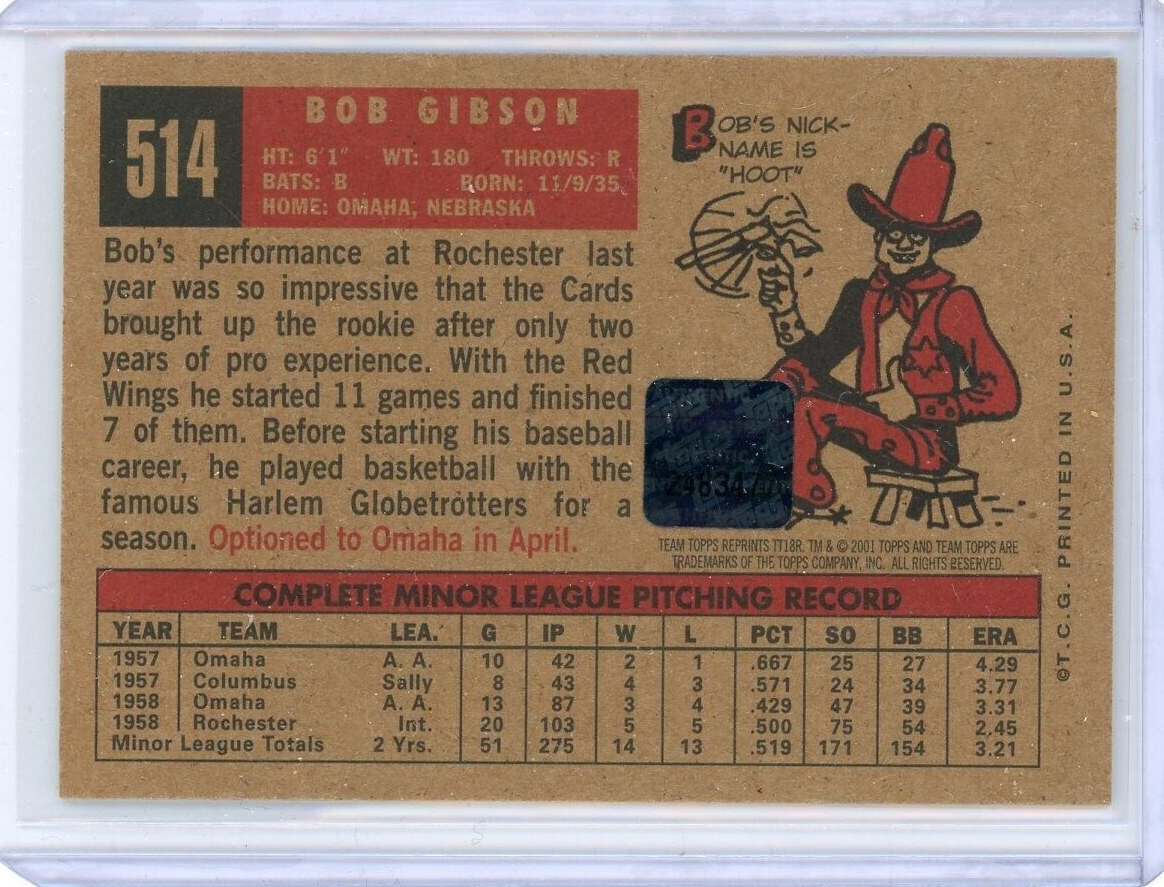 514
BOB GIBSON
HT: 6'1" WT: 180 THROWS: R
BATS: B BORN: 11/9/35
HOME: OMAHA, NEBRASKA
BOB'S NICK-
NAME IS
"HOOT"
Bob's performance at Rochester last
year was so impressive that the Cards
brought up the rookie after only two
years of pro experience. With the Red
Wings he started 11 games and finished
7 of them. Before starting his baseball
career, he played basketball with the
famous Harlem Globetrotters for a
season. Optioned to Omaha in April.
TEAM TOPPS REPRINTS TT18R. TM & © 2001 TOPPS AND TEAM TOPPS ARE
TRADEMARKS OF THE TOPPS COMPANY, INC. ALL RIGHTS RESERVED.
©T.C.G. PRINTED IN U.S.A.
COMPLETE MINOR LEAGUE PITCHING RECORD
YEAR TEAM LEA. G IP W L PCT SO BB ERA
1957 Omaha A. A. 10 42 2 1 .667 25 27 4.29
1957 Columbus Sally 8 43 4 3 .571 24 34 3.77
1958 Omaha A. A. 13 87 3 4 .429 47 39 3.31
1958 Rochester Int. 20 103 5 5 .500 75 54 2.45
Minor League Totals 2 Yrs. 51 275 14 13 .519 171 154 3.21